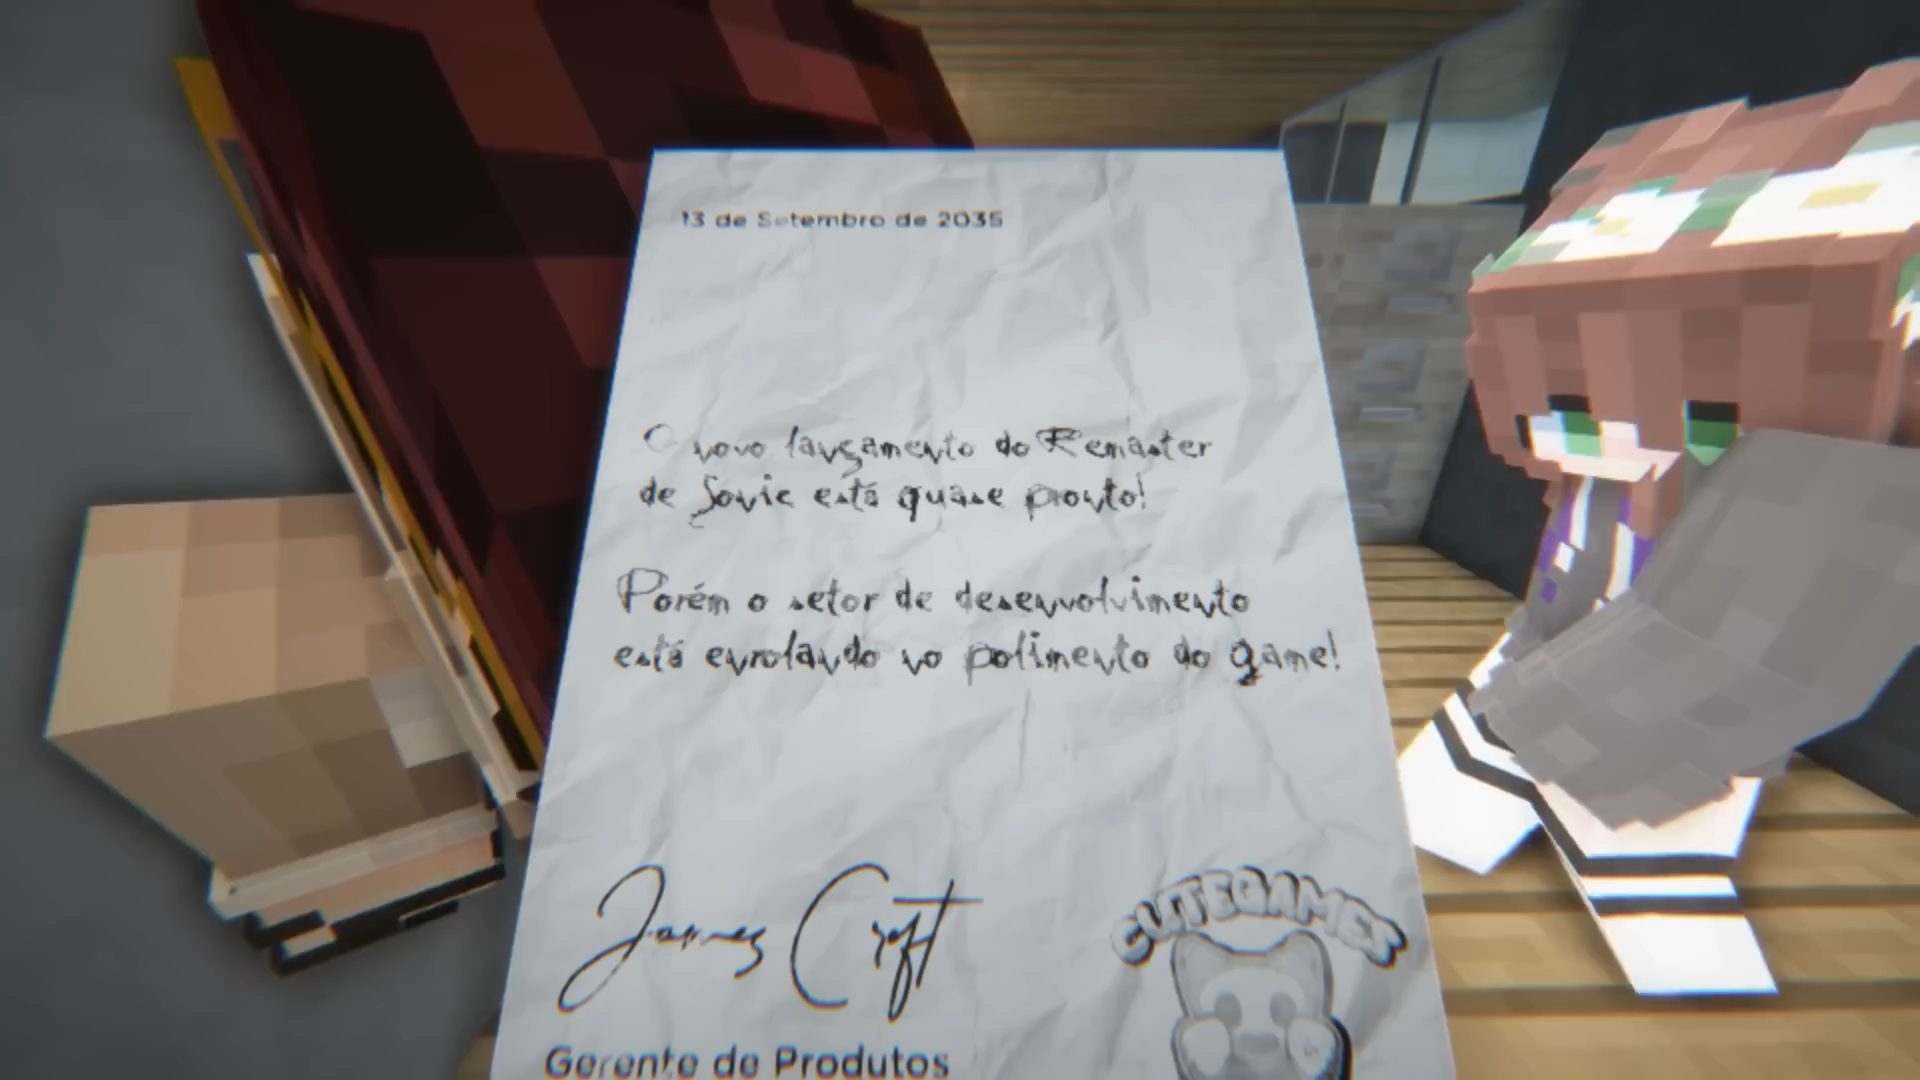 13 de Setembro de 2035
O novo lançamento do Remaster
de Sonic está quase pronto!
Porém o setor de desenvolvimento
está enrolando no polimento do game!
James Croft
Gerente de Produtos
CUTEGAMES